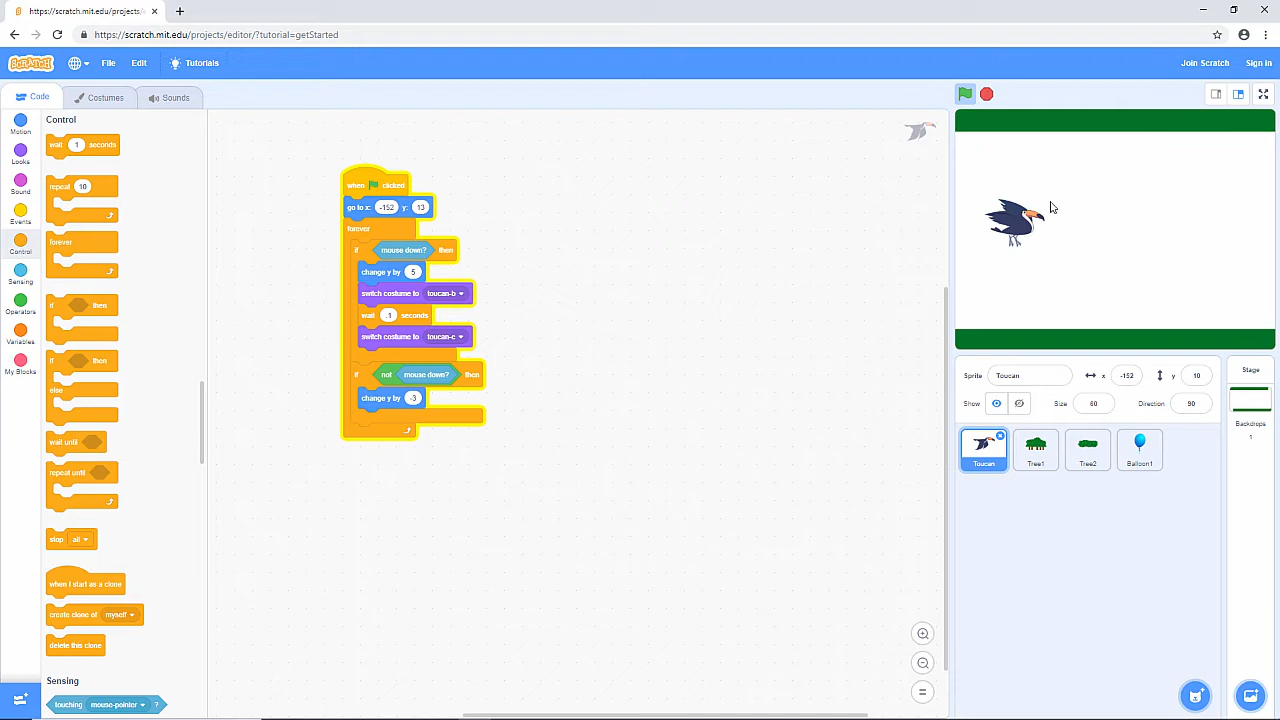 https://scratch.mit.edu/projects/
https://scratch.mit.edu/projects/editor/?tutorial=getStarted
SCRATCH
File
Edit
Tutorials
Join Scratch
Sign in
Code
Costumes
Sounds
Motion
Looks
Sound
Events
Control
Sensing
Operators
Variables
My Blocks
Control
wait 1 seconds
repeat 10
forever
if then
if then
else
wait until
repeat until
stop all
when I start as a clone
create clone of myself
delete this clone
Sensing
touching mouse-pointer ?
when clicked
go to x: -152 y: 13
forever
if mouse down? then
change y by 5
switch costume to toucan-b
wait .1 seconds
switch costume to toucan-c
if not mouse down? then
change y by -3
Sprite Toucan x -152 y 10
Show Size 60 Direction 90
Toucan
Tree1
Tree2
Balloon1
Stage
Backdrops
1